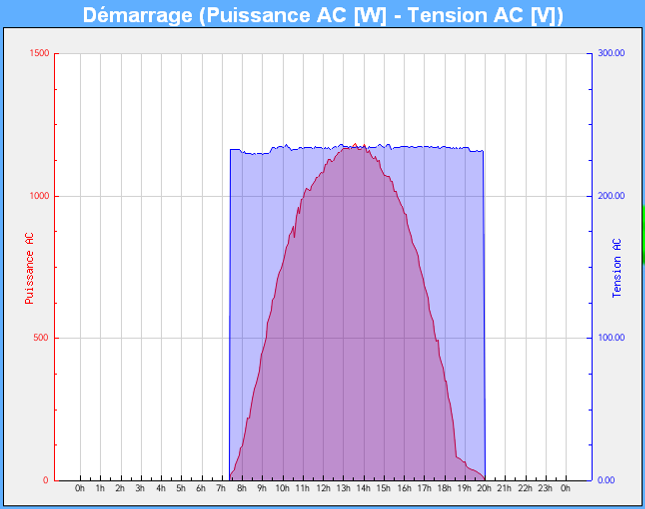 Démarrage (Puissance AC [W] - Tension AC [V])
1500
1000
500
0
Puissance AC
300.00
200.00
100.00
0.00
Tension AC
0h 1h 2h 3h 4h 5h 6h 7h 8h 9h 10h 11h 12h 13h 14h 15h 16h 17h 18h 19h 20h 21h 22h 23h 0h